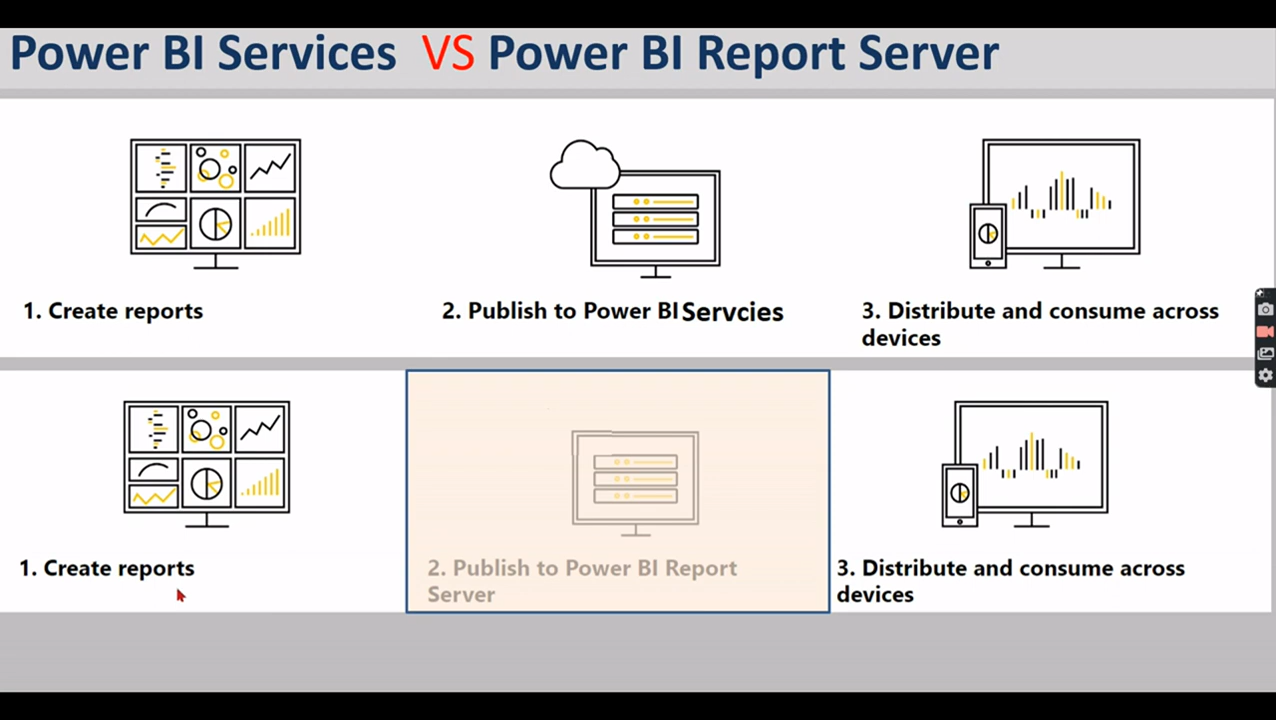 Power BI Services VS Power BI Report Server
1. Create reports
2. Publish to Power BI Servcies
3. Distribute and consume across
devices
1. Create reports
2. Publish to Power BI Report
Server
3. Distribute and consume across
devices